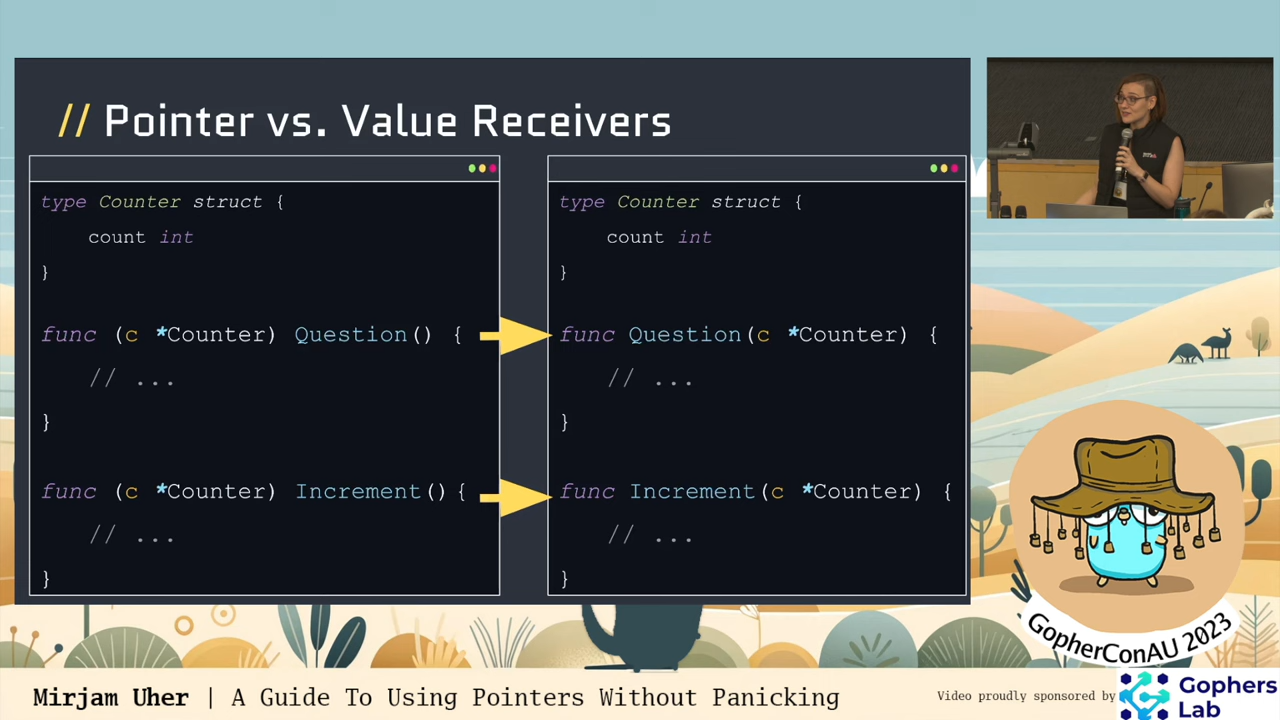 // Pointer vs. Value Receivers
type Counter struct {
count int
}
func (c *Counter) Question() {
// ...
}
func (c *Counter) Increment() {
// ...
}
type Counter struct {
count int
}
func Question(c *Counter) {
// ...
}
func Increment(c *Counter) {
// ...
}
GopherConAU 2023
Mirjam Uher | A Guide To Using Pointers Without Panicking
Video proudly sponsored by
Gophers
Lab